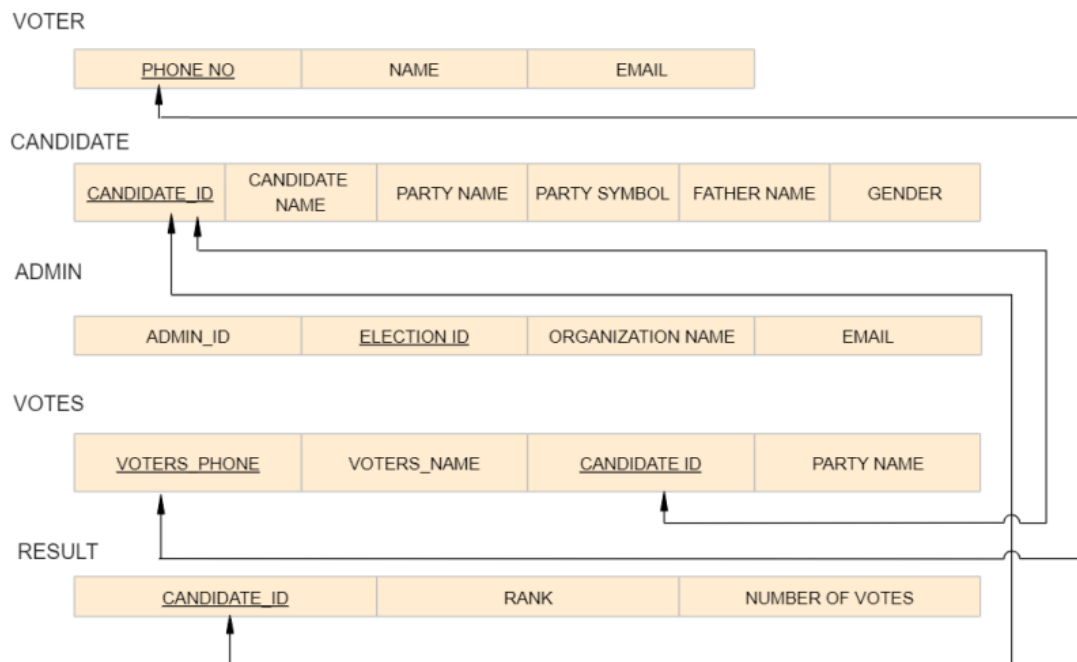 VOTER
PHONE NO NAME EMAIL
CANDIDATE
CANDIDATE_ID CANDIDATE NAME PARTY NAME PARTY SYMBOL FATHER NAME GENDER
ADMIN
ADMIN_ID ELECTION ID ORGANIZATION NAME EMAIL
VOTES
VOTERS_PHONE VOTERS_NAME CANDIDATE ID PARTY NAME
RESULT
CANDIDATE_ID RANK NUMBER OF VOTES